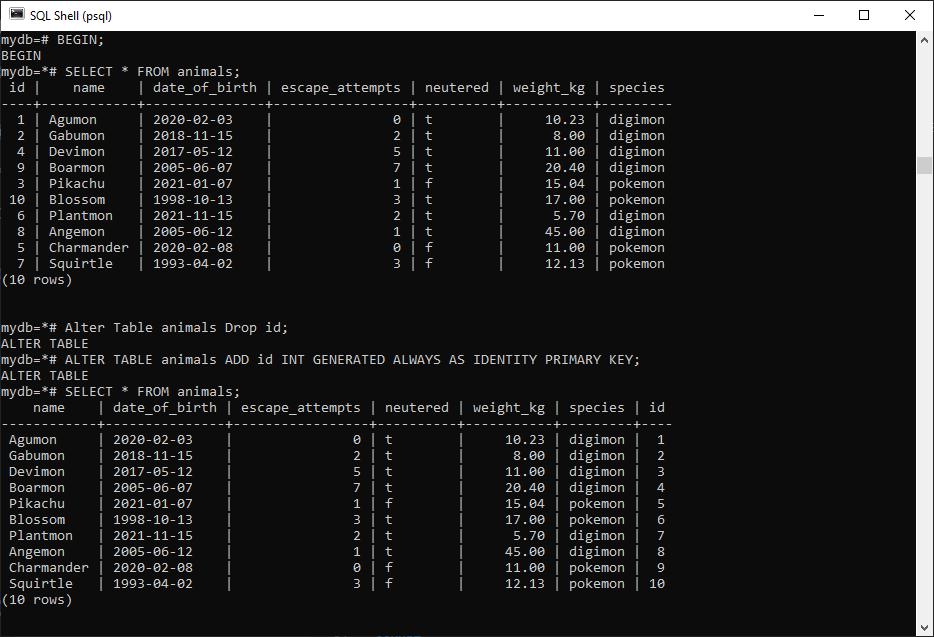 SQL Shell (psql)
mydb=# BEGIN;
BEGIN
mydb=*# SELECT * FROM animals;
 id |    name    | date_of_birth | escape_attempts | neutered | weight_kg | species
----+------------+---------------+-----------------+----------+-----------+---------
  1 | Agumon     | 2020-02-03    |               0 | t        |     10.23 | digimon
  2 | Gabumon    | 2018-11-15    |               2 | t        |      8.00 | digimon
  4 | Devimon    | 2017-05-12    |               5 | t        |     11.00 | digimon
  9 | Boarmon    | 2005-06-07    |               7 | t        |     20.40 | digimon
  3 | Pikachu    | 2021-01-07    |               1 | f        |     15.04 | pokemon
 10 | Blossom    | 1998-10-13    |               3 | t        |     17.00 | pokemon
  6 | Plantmon   | 2021-11-15    |               2 | t        |      5.70 | digimon
  8 | Angemon    | 2005-06-12    |               1 | t        |     45.00 | digimon
  5 | Charmander | 2020-02-08    |               0 | f        |     11.00 | pokemon
  7 | Squirtle   | 1993-04-02    |               3 | f        |     12.13 | pokemon
(10 rows)
mydb=*# Alter Table animals Drop id;
ALTER TABLE
mydb=*# ALTER TABLE animals ADD id INT GENERATED ALWAYS AS IDENTITY PRIMARY KEY;
ALTER TABLE
mydb=*# SELECT * FROM animals;
    name    | date_of_birth | escape_attempts | neutered | weight_kg | species | id
------------+---------------+-----------------+----------+-----------+---------+----
 Agumon     | 2020-02-03    |               0 | t        |     10.23 | digimon |  1
 Gabumon    | 2018-11-15    |               2 | t        |      8.00 | digimon |  2
 Devimon    | 2017-05-12    |               5 | t        |     11.00 | digimon |  3
 Boarmon    | 2005-06-07    |               7 | t        |     20.40 | digimon |  4
 Pikachu    | 2021-01-07    |               1 | f        |     15.04 | pokemon |  5
 Blossom    | 1998-10-13    |               3 | t        |     17.00 | pokemon |  6
 Plantmon   | 2021-11-15    |               2 | t        |      5.70 | digimon |  7
 Angemon    | 2005-06-12    |               1 | t        |     45.00 | digimon |  8
 Charmander | 2020-02-08    |               0 | f        |     11.00 | pokemon |  9
 Squirtle   | 1993-04-02    |               3 | f        |     12.13 | pokemon | 10
(10 rows)